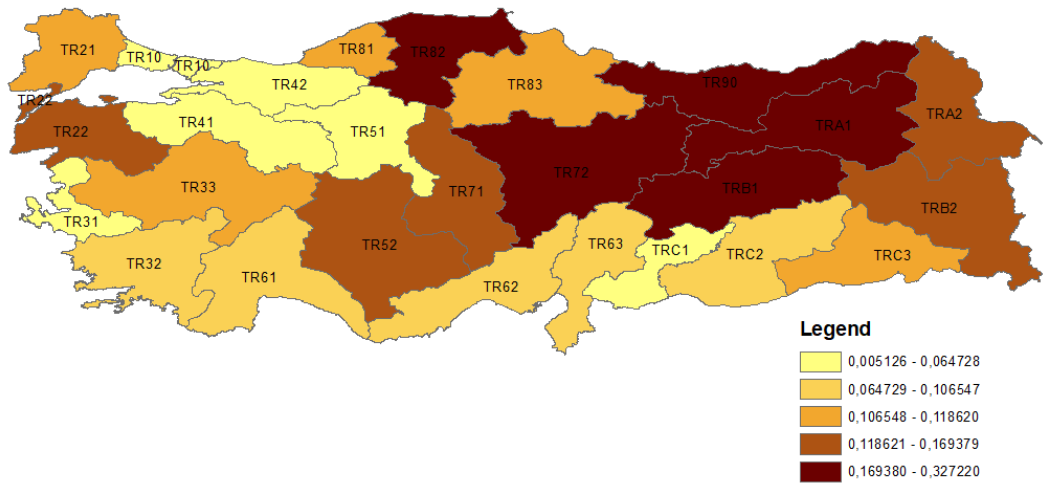 TR21
TR10
TR10
TR81
TR82
TR42
TR83
TR90
TR22
TR22
TR41
TR51
TRA1
TRA2
TR33
TR72
TR71
TRB1
TRB2
TR31
TR52
TR32
TR61
TR62
TR63
TRC1
TRC2
TRC3
Legend
0,005126 - 0,064728
0,064729 - 0,106547
0,106548 - 0,118620
0,118621 - 0,169379
0,169380 - 0,327220